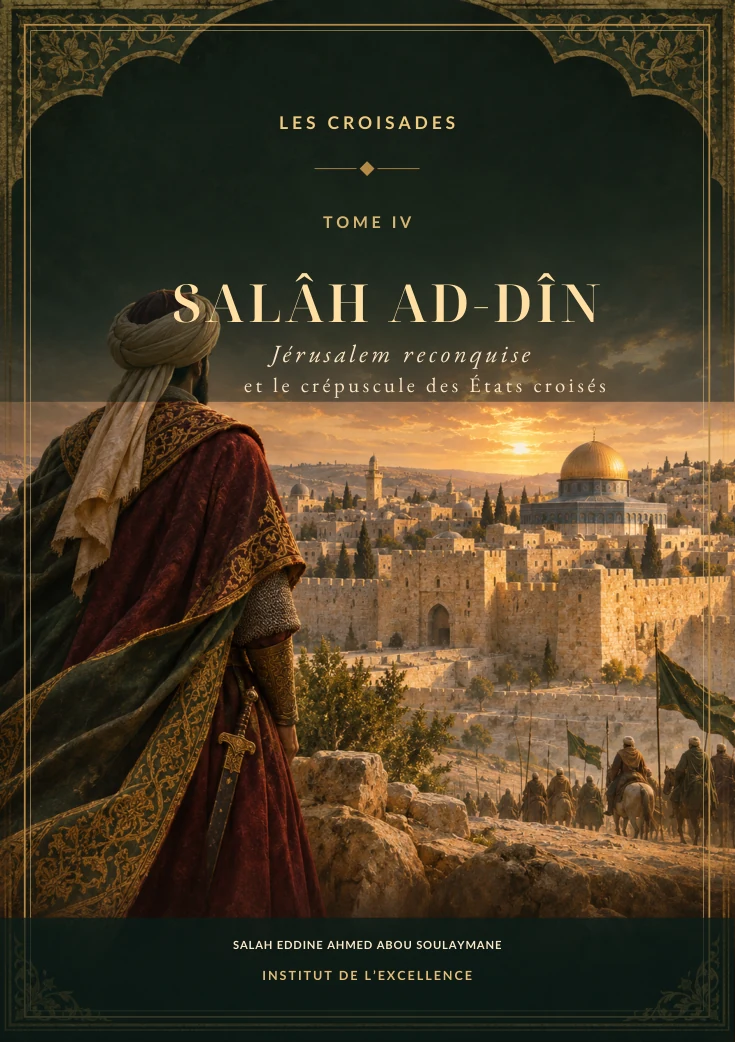 LES CROISADES
TOME IV
SALÂH AD-DÎN
Jérusalem reconquise
et le crépuscule des États croisés
SALAH EDDINE AHMED ABOU SOULAYMANE
INSTITUT DE L'EXCELLENCE